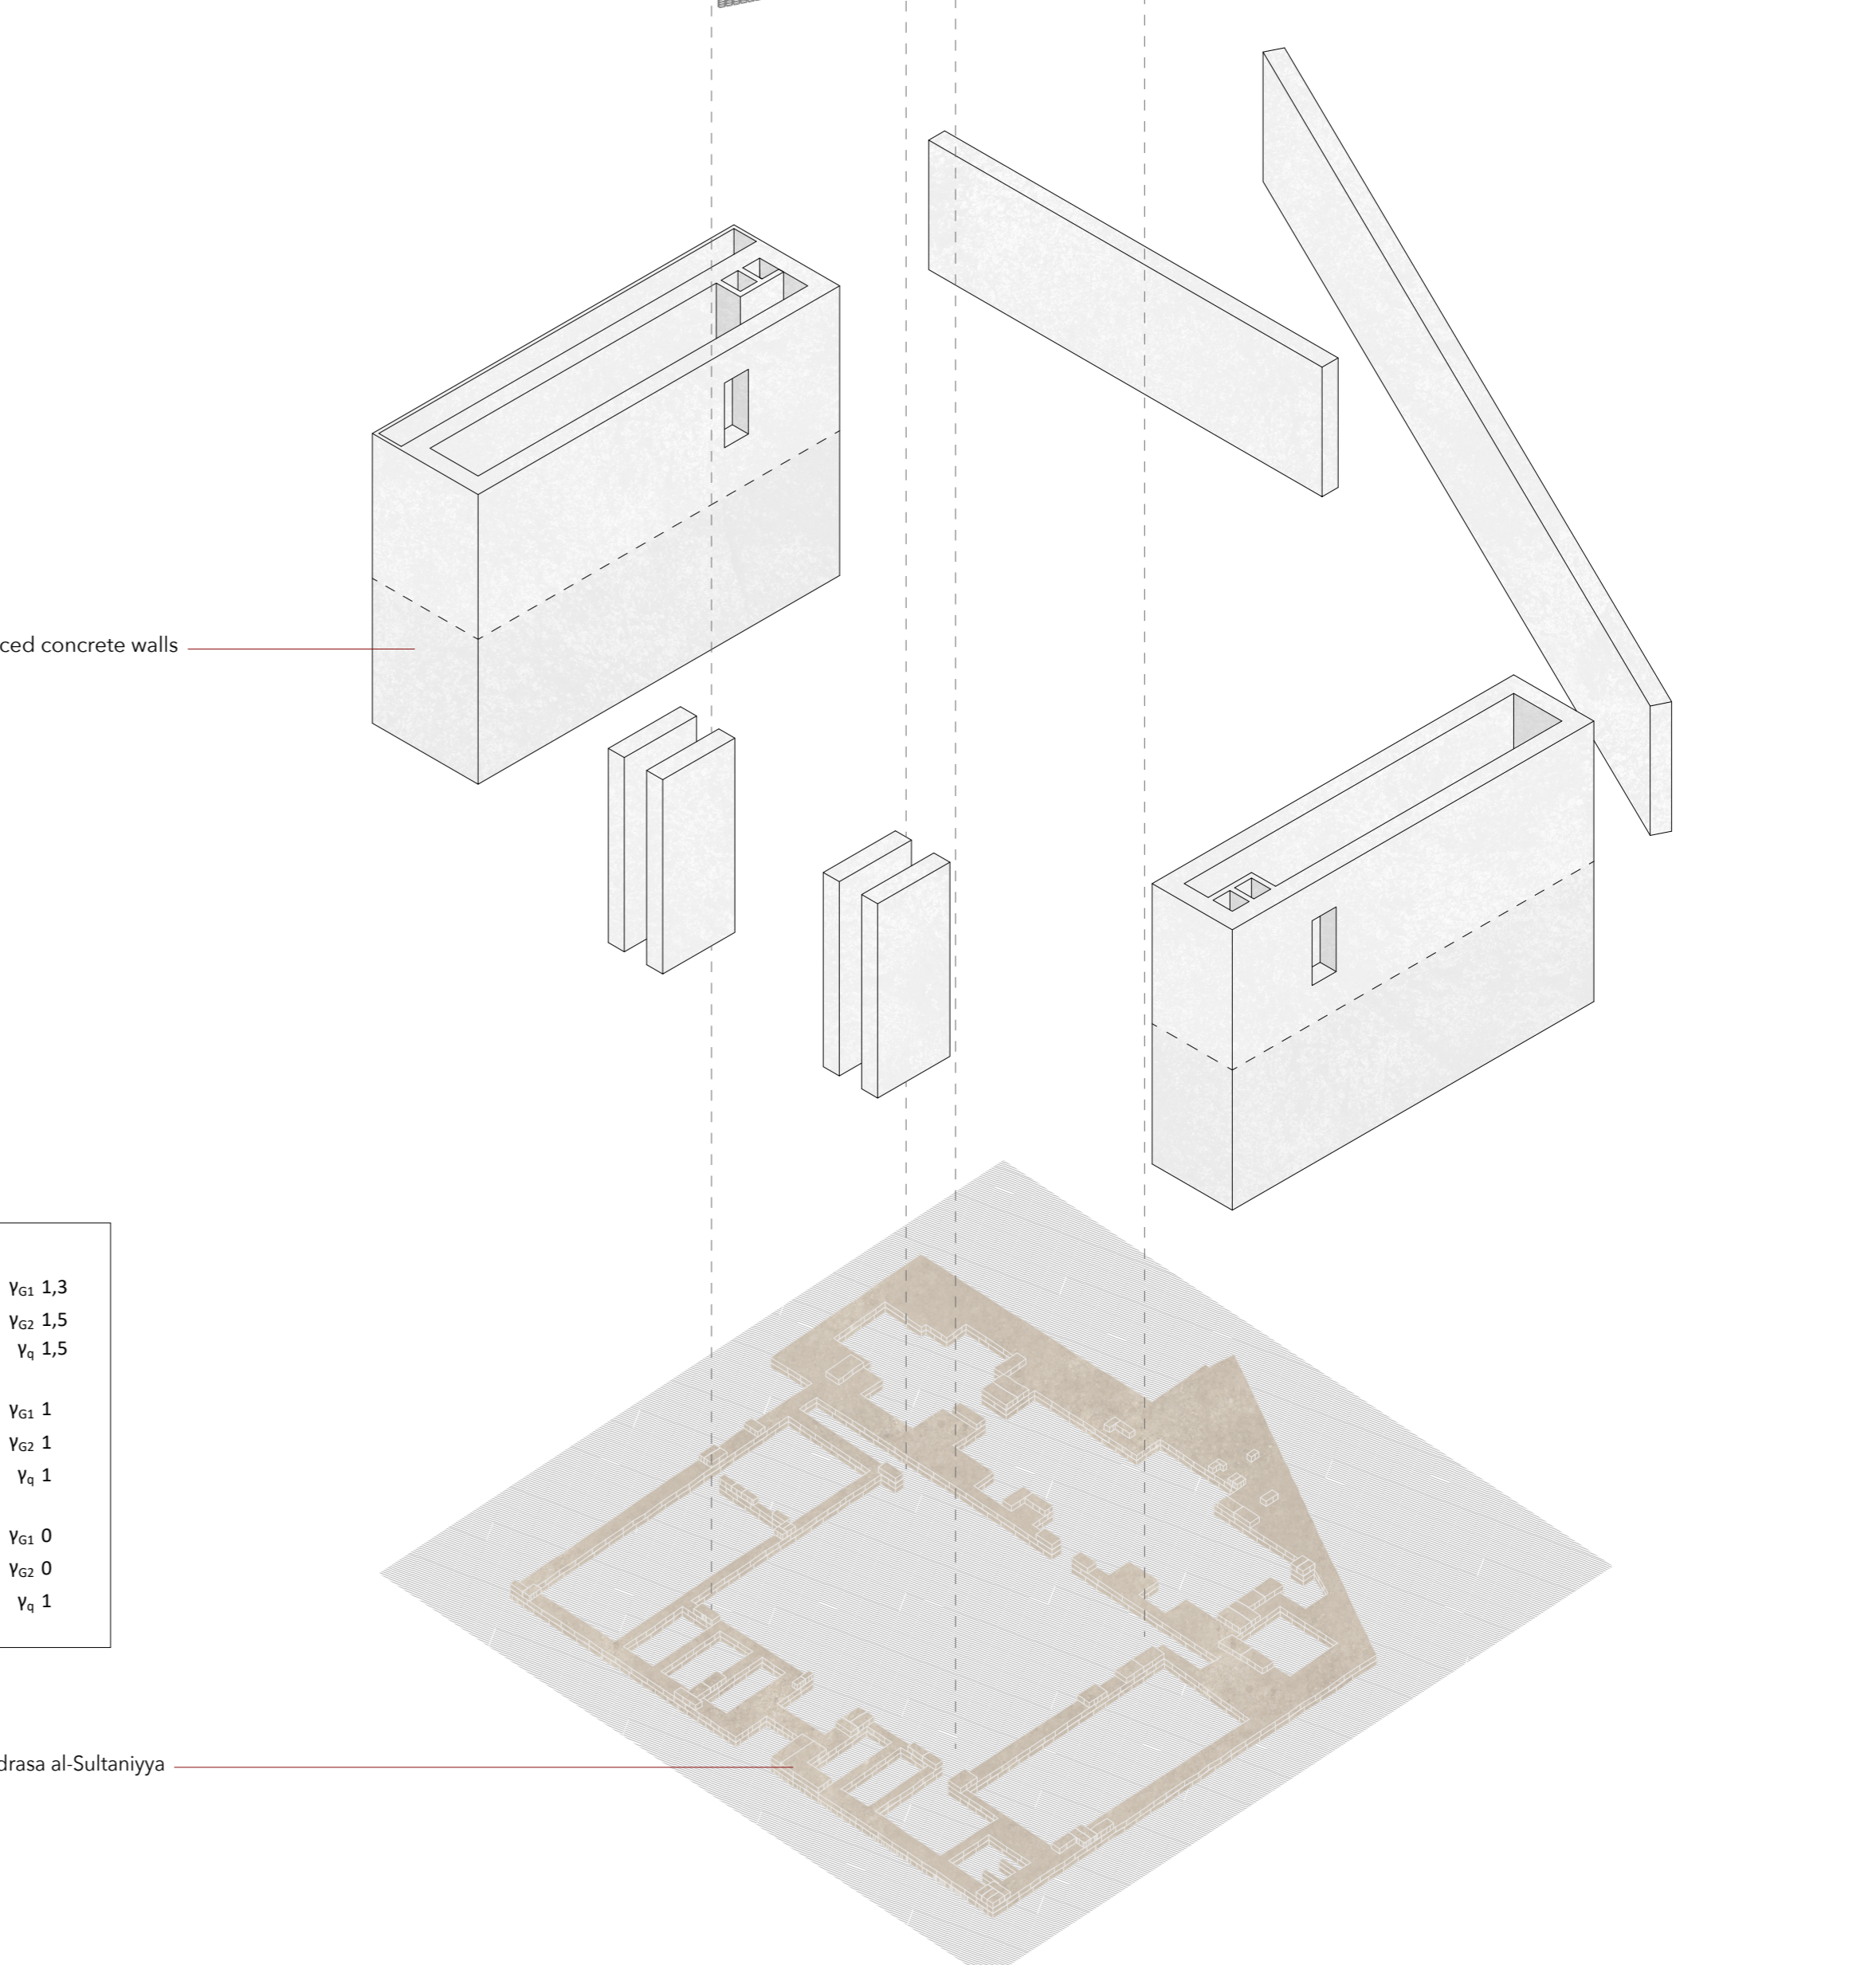 ced concrete walls
γG1 1,3
γG2 1,5
γq 1,5
γG1 1
γG2 1
γq 1
γG1 0
γG2 0
γq 1
drasa al-Sultaniyya